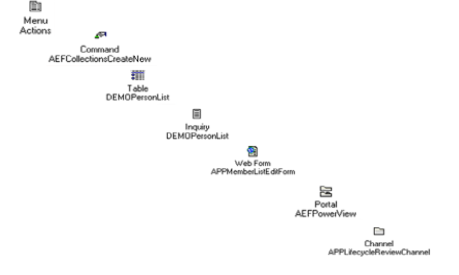 Menu
Actions
Command
AEFCollectionsCreateNew
Table
DEMOPersonList
Inquiry
DEMOPersonList
Web Form
APPMemberListEditForm
Portal
AEFPowerView
Channel
APPLifecycleReviewChannel